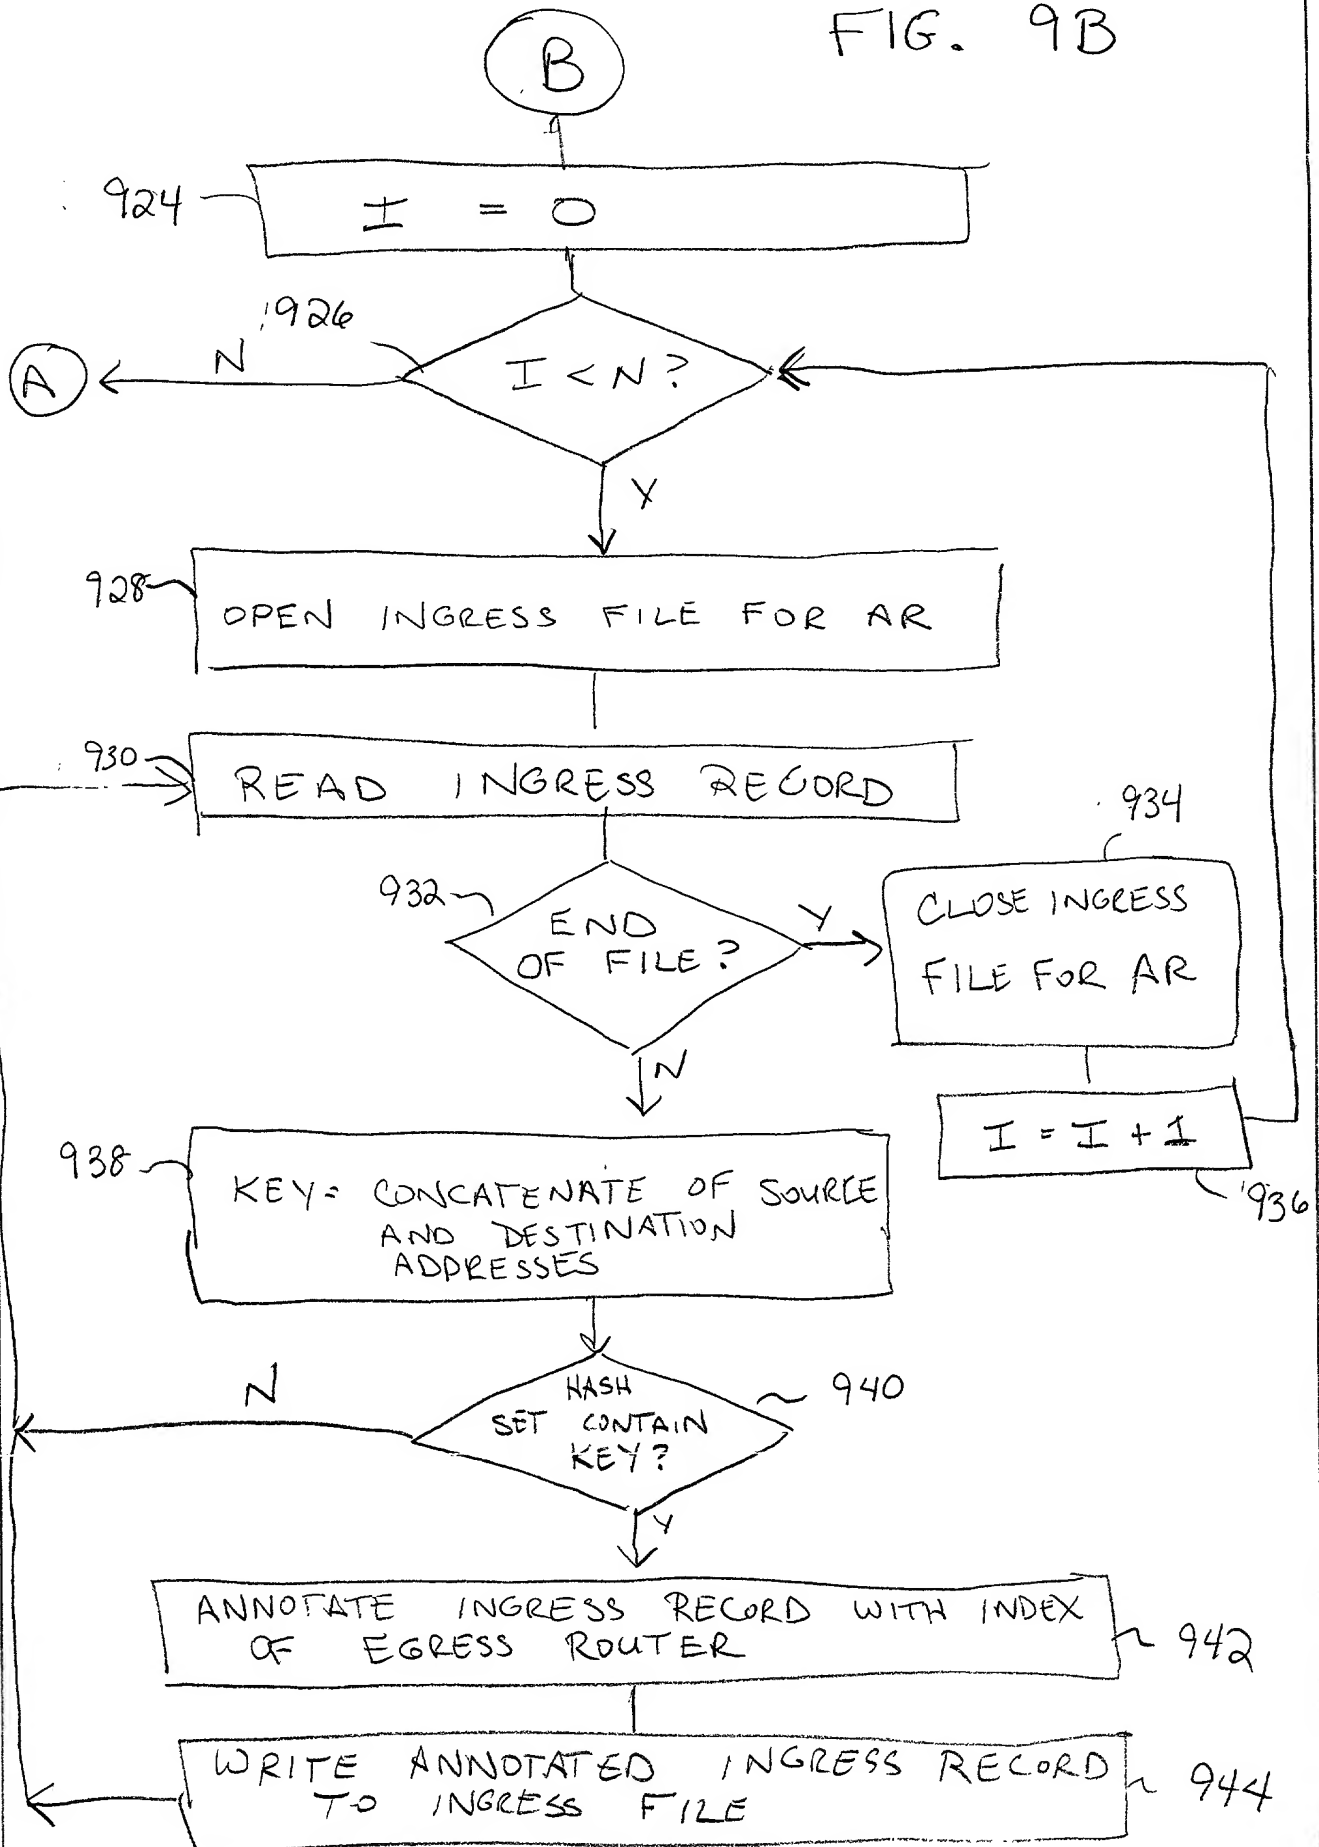 FIG. 9B
B
924
I = 0
926
I < N?
N
A
Y
928
OPEN INGRESS FILE FOR AR
930
READ INGRESS RECORD
934
932
END
OF FILE?
Y
CLOSE INGRESS
FILE FOR AR
N
I = I + 1
936
938
KEY = CONCATENATE OF SOURCE
AND DESTINATION
ADDRESSES
N
HASH
SET CONTAIN
KEY?
940
Y
ANNOTATE INGRESS RECORD WITH INDEX
OF EGRESS ROUTER
942
WRITE ANNOTATED INGRESS RECORD
TO INGRESS FILE
944